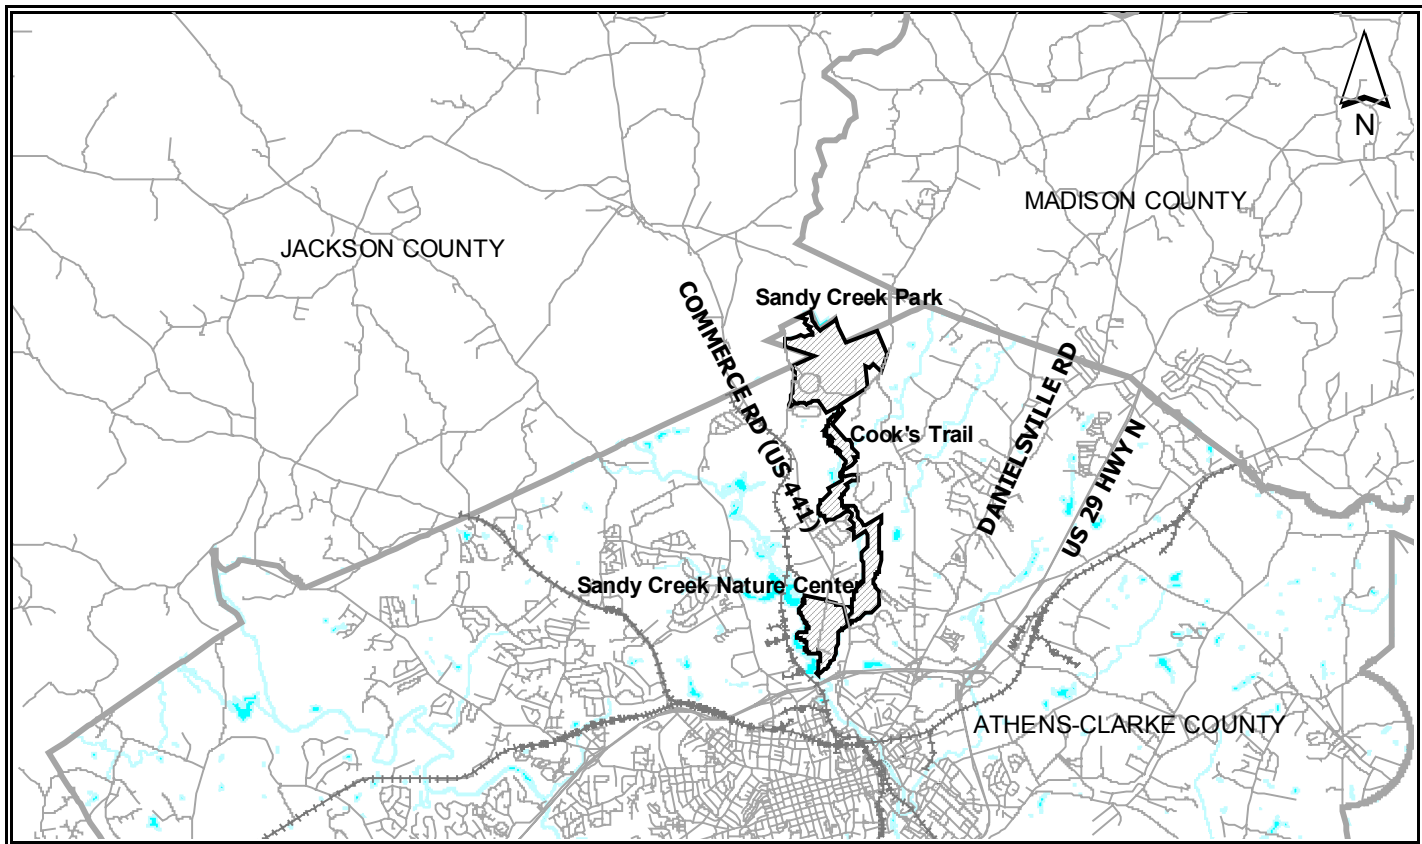 N
MADISON COUNTY
JACKSON COUNTY
Sandy Creek Park
COMMERCE RD (US 441)
DANIELSVILLE RD
US 29 HWY N
Cook's Trail
Sandy Creek Nature Center
ATHENS-CLARKE COUNTY